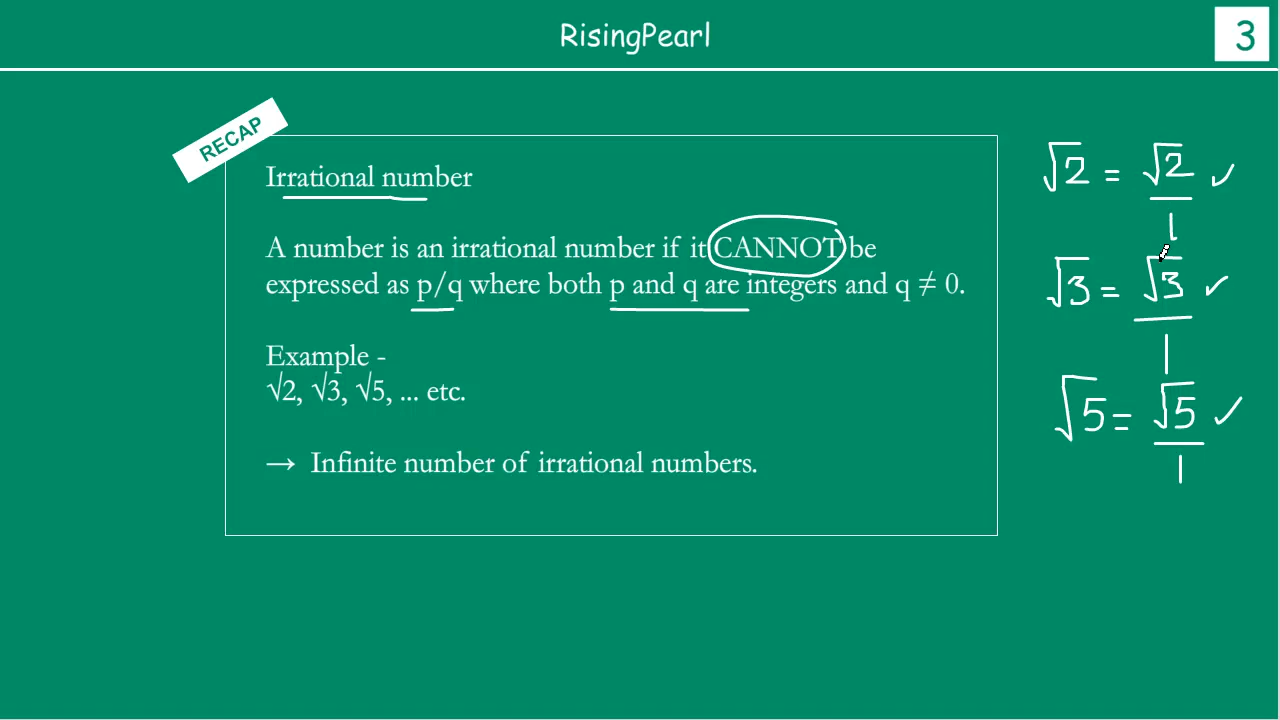 RisingPearl
3
RECAP
Irrational number
A number is an irrational number if it CANNOT be
expressed as p/q where both p and q are integers and q ≠ 0.
Example -
√2, √3, √5, ... etc.
→ Infinite number of irrational numbers.
√2 = √2 ✓
1
√3 = √3 ✓
1
√5 = √5 ✓
1